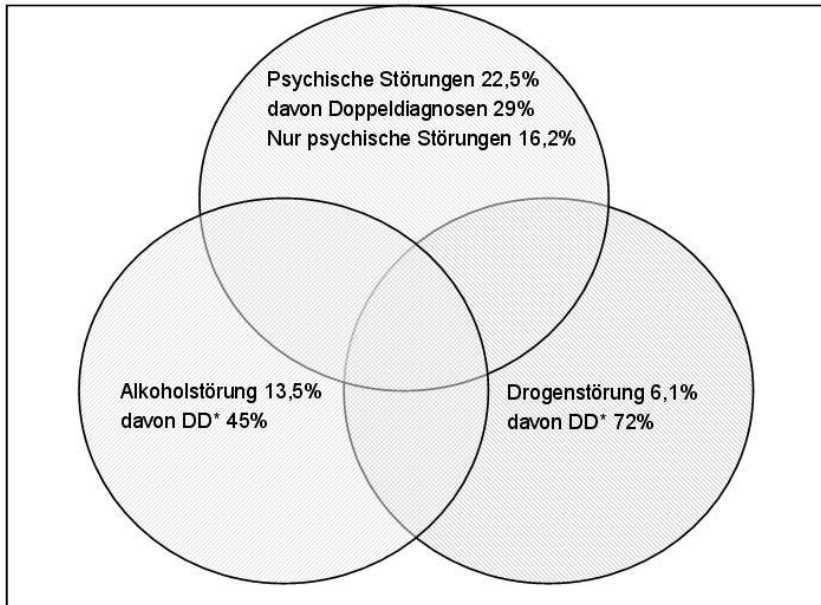 Psychische Störungen 22,5%
davon Doppeldiagnosen 29%
Nur psychische Störungen 16,2%
Alkoholstörung 13,5%
davon DD* 45%
Drogenstörung 6,1%
davon DD* 72%